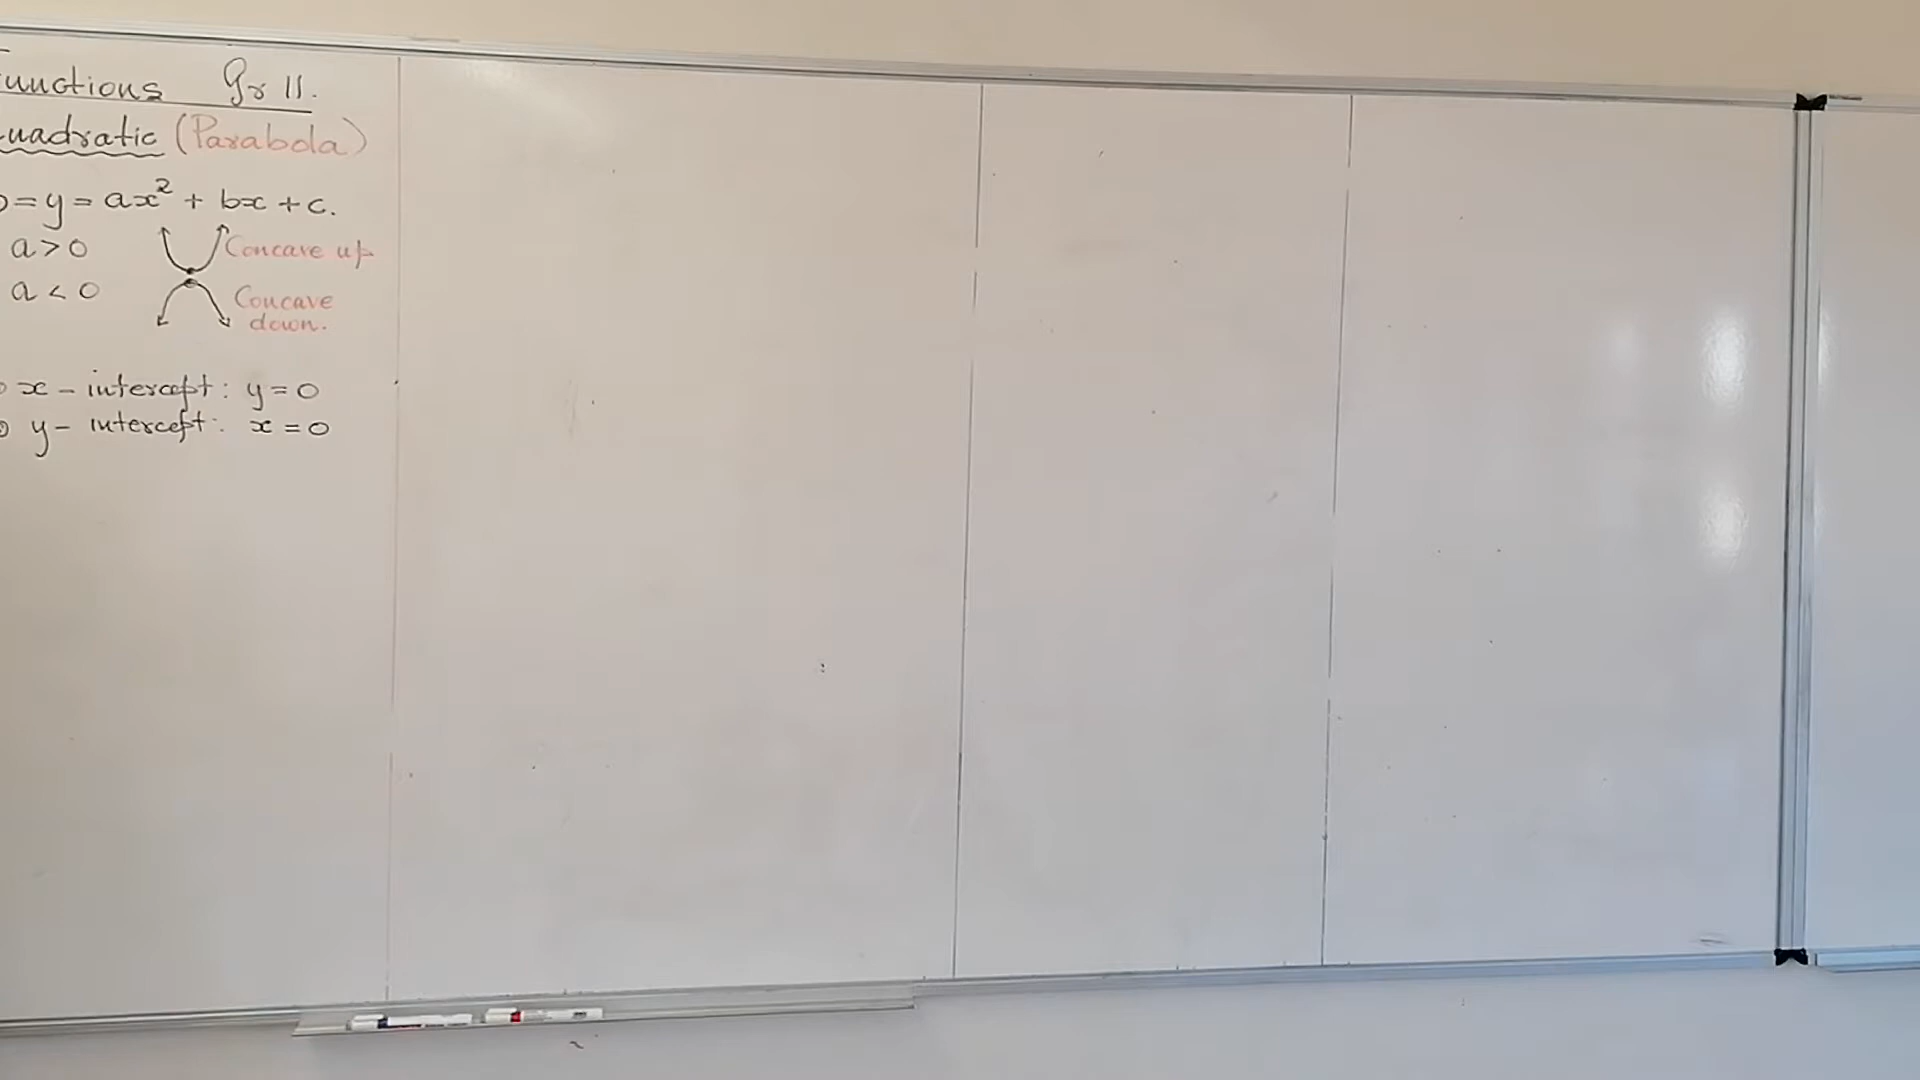 unctions Gr 11.
uadratic (Parabola)
=y=ax²+bx+c.
a>0 Concave up
a<0 Concave
down.
x-intercept: y=0
y-intercept: x=0